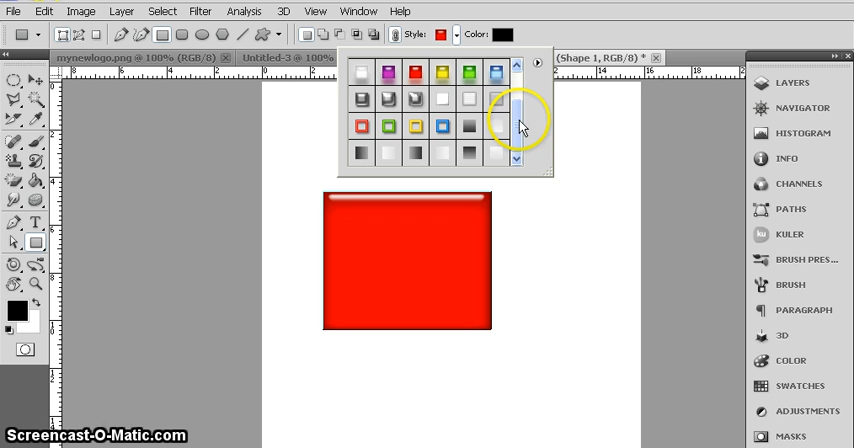 File Edit Image Layer Select Filter Analysis 3D View Window Help
Style: Color:
mynewlogo.png @ 100% (RGB/8) x Untitled-3 @ 100% (Shape 1, RGB/8) * x
LAYERS
NAVIGATOR
HISTOGRAM
INFO
CHANNELS
PATHS
ku KULER
BRUSH PRES...
BRUSH
PARAGRAPH
3D
COLOR
SWATCHES
ADJUSTMENTS
MASKS
Screencast-O-Matic.com